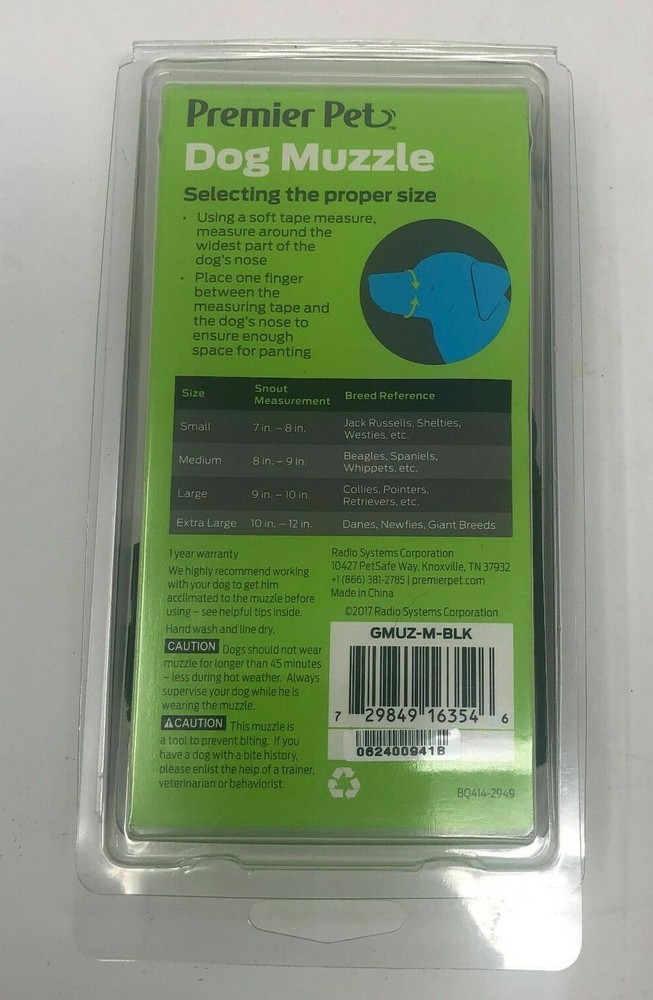 Premier Pet™
Dog Muzzle
Selecting the proper size
• Using a soft tape measure,
measure around the
widest part of the
dog's nose
• Place one finger
between the
measuring tape and
the dog's nose to
ensure enough
space for panting
Size Snout Measurement Breed Reference
Small 7 in. – 8 in. Jack Russells, Shelties,
Westies, etc.
Medium 8 in. – 9 in. Beagles, Spaniels,
Whippets, etc.
Large 9 in. – 10 in. Collies, Pointers,
Retrievers, etc.
Extra Large 10 in. – 12 in. Danes, Newfies, Giant Breeds
1 year warranty
We highly recommend working
with your dog to get him
acclimated to the muzzle before
using – see helpful tips inside.
Hand wash and line dry.
CAUTION Dogs should not wear
muzzle for longer than 45 minutes
– less during hot weather. Always
supervise your dog while he is
wearing the muzzle.
⚠CAUTION This muzzle is
a tool to prevent biting. If you
have a dog with a bite history,
please enlist the help of a trainer,
veterinarian or behaviorist.
Radio Systems Corporation
10427 PetSafe Way, Knoxville, TN 37932
+1 (866) 381-2785 | premierpet.com
Made in China
©2017 Radio Systems Corporation
GMUZ-M-BLK
7 29849 16354 6
062400941B
BQ414-2949